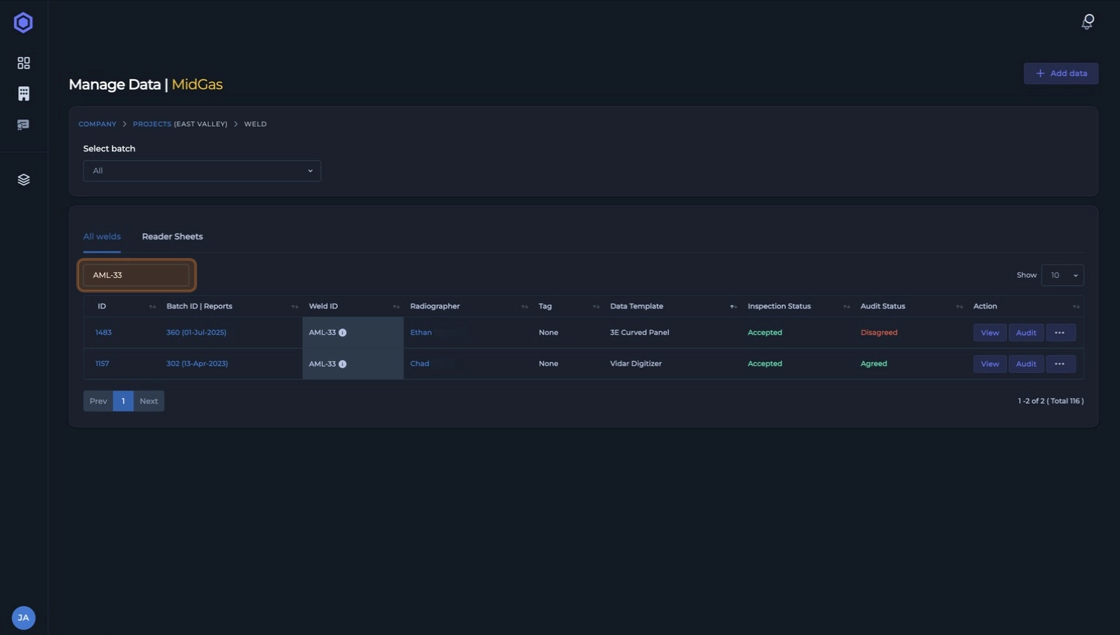 + Add data
Manage Data | MidGas
COMPANY > PROJECTS (EAST VALLEY) > WELD
Select batch
All
All welds Reader Sheets
AML-33 Show 10
ID Batch ID | Reports Weld ID Radiographer Tag Data Template Inspection Status Audit Status Action
1483 360 (01-Jul-2025) AML-33 Ethan None 3E Curved Panel Accepted Disagreed View Audit ...
1157 302 (13-Apr-2023) AML-33 Chad None Vidar Digitizer Accepted Agreed View Audit ...
Prev 1 Next 1 -2 of 2 ( Total 116 )
JA